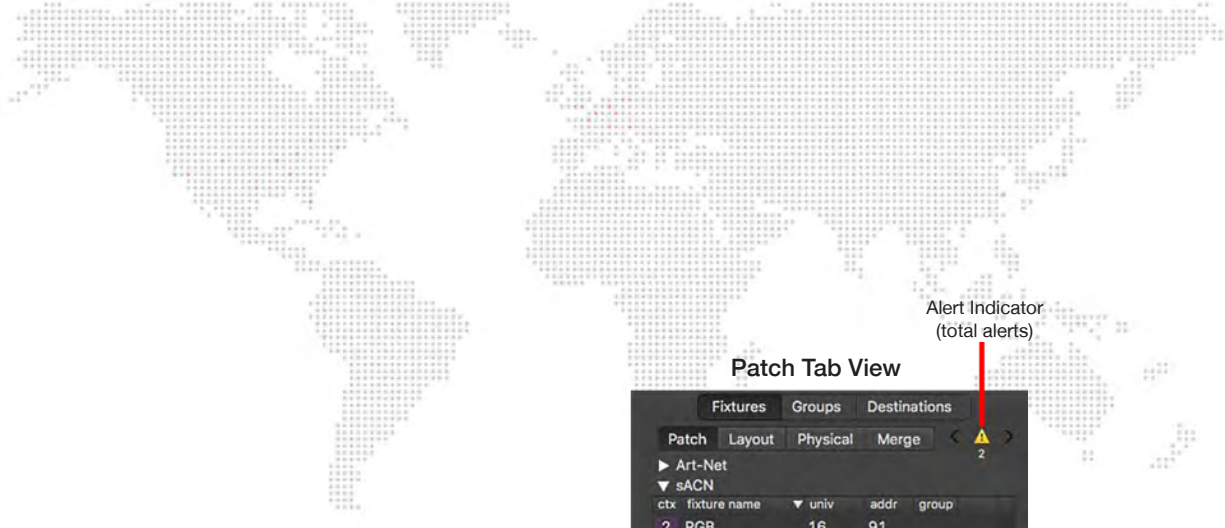 Alert Indicator
(total alerts)
Patch Tab View
Fixtures Groups Destinations
Patch Layout Physical Merge
2
Art-Net
sACN
ctx fixture name univ addr group
2 RGB 16 91